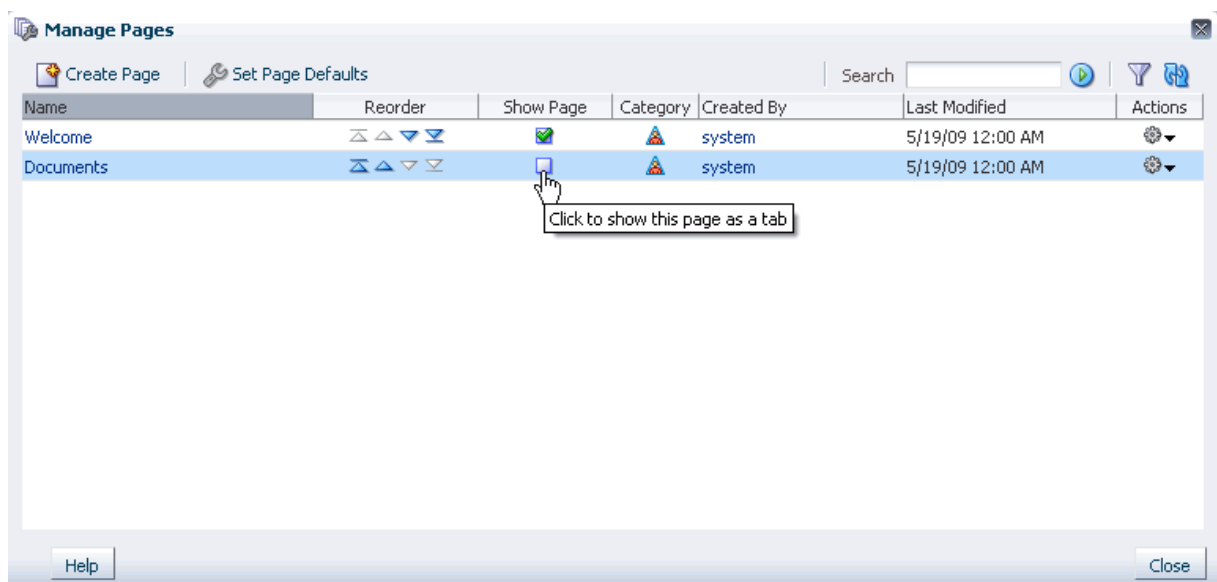 Manage Pages
Create Page Set Page Defaults Search
Name Reorder Show Page Category Created By Last Modified Actions
Welcome system 5/19/09 12:00 AM
Documents system 5/19/09 12:00 AM
Click to show this page as a tab
Help Close